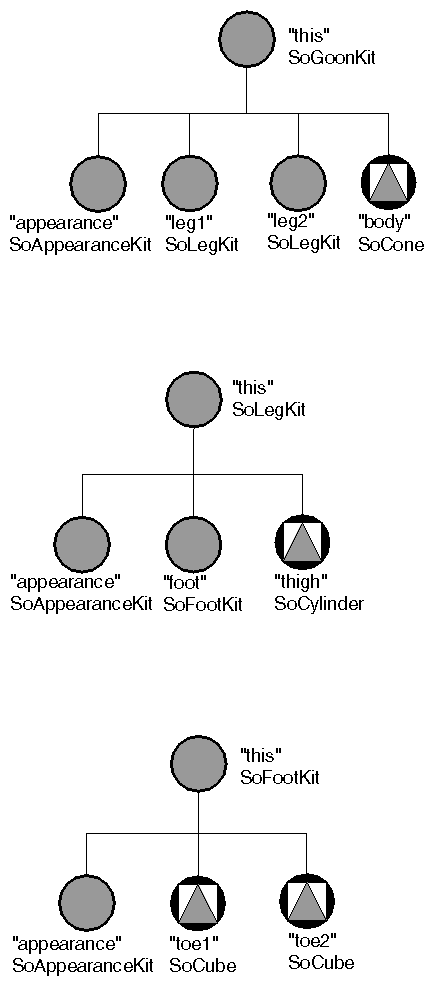 "this"
SoGoonKit
"appearance"
SoAppearanceKit
"leg1"
SoLegKit
"leg2"
SoLegKit
"body"
SoCone
"this"
SoLegKit
"appearance"
SoAppearanceKit
"foot"
SoFootKit
"thigh"
SoCylinder
"this"
SoFootKit
"appearance"
SoAppearanceKit
"toe1"
SoCube
"toe2"
SoCube